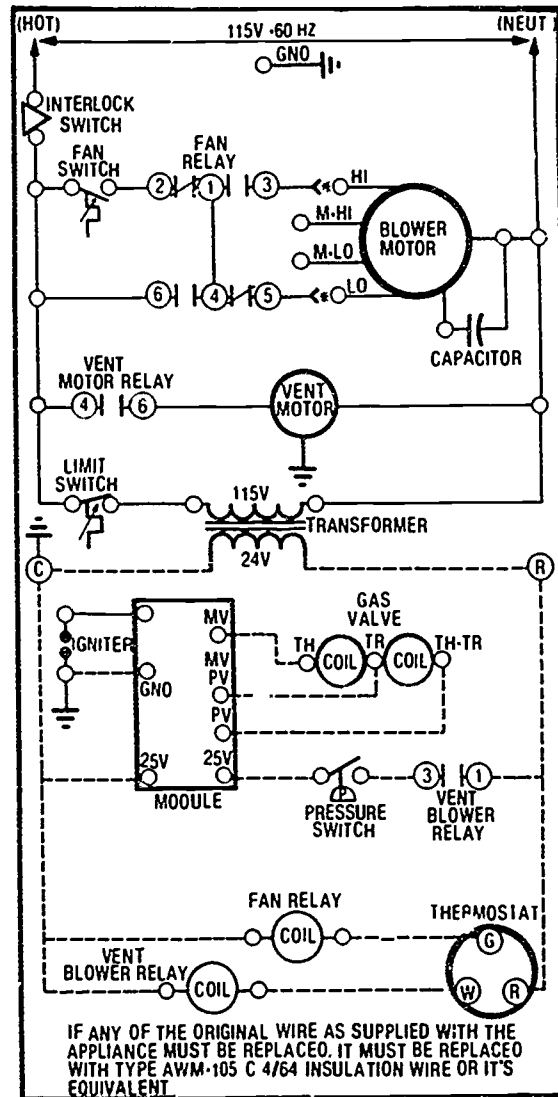 (HOT) 115V •60 HZ (NEUT)
GNO
INTERLOCK
SWITCH
FAN
SWITCH
FAN
RELAY
2 1 3 HI
M•HI
M•LO
BLOWER
MOTOR
6 4 5 LO
CAPACITOR
VENT
MOTOR RELAY
4 6
VENT
MOTOR
LIMIT
SWITCH
115V
TRANSFORMER
24V
C R
GAS
VALVE
MV
TH COIL TR COIL TH-TR
IGNITER
MV
PV
GNO
PV
25V 25V
MOOULE
P
PRESSURE
SWITCH
3 1
VENT
BLOWER
RELAY
FAN RELAY
COIL
THERMOSTAT
G
VENT
BLOWER RELAY
COIL
W R
IF ANY OF THE ORIGINAL WIRE AS SUPPLIED WITH THE
APPLIANCE MUST BE REPLACED. IT MUST BE REPLACED
WITH TYPE AWM•105 C 4/64 INSULATION WIRE OR IT'S
EQUIVALENT